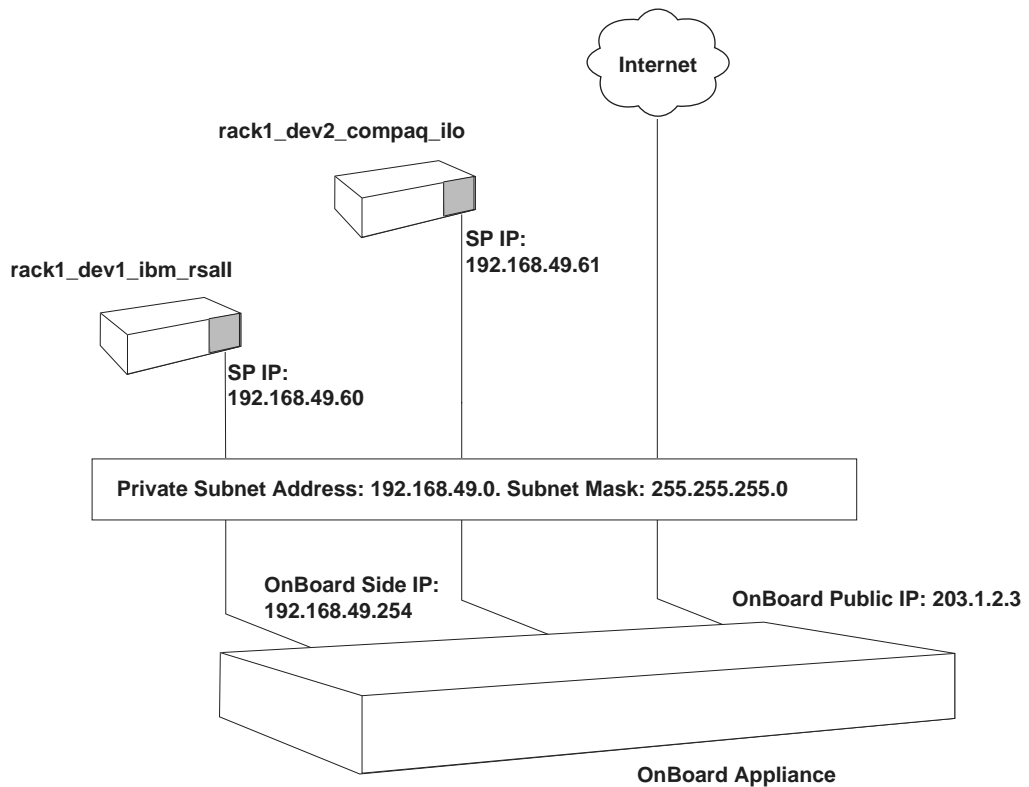 Internet
rack1_dev2_compaq_ilo
SP IP:
192.168.49.61
rack1_dev1_ibm_rsaII
SP IP:
192.168.49.60
Private Subnet Address: 192.168.49.0. Subnet Mask: 255.255.255.0
OnBoard Side IP:
192.168.49.254
OnBoard Public IP: 203.1.2.3
OnBoard Appliance